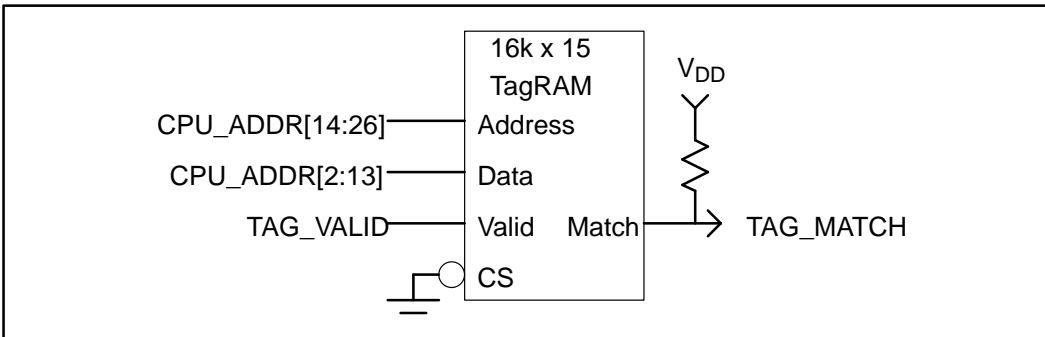 16k x 15
TagRAM
VDD
CPU_ADDR[14:26]
Address
CPU_ADDR[2:13]
Data
TAG_VALID
Valid
Match
TAG_MATCH
CS